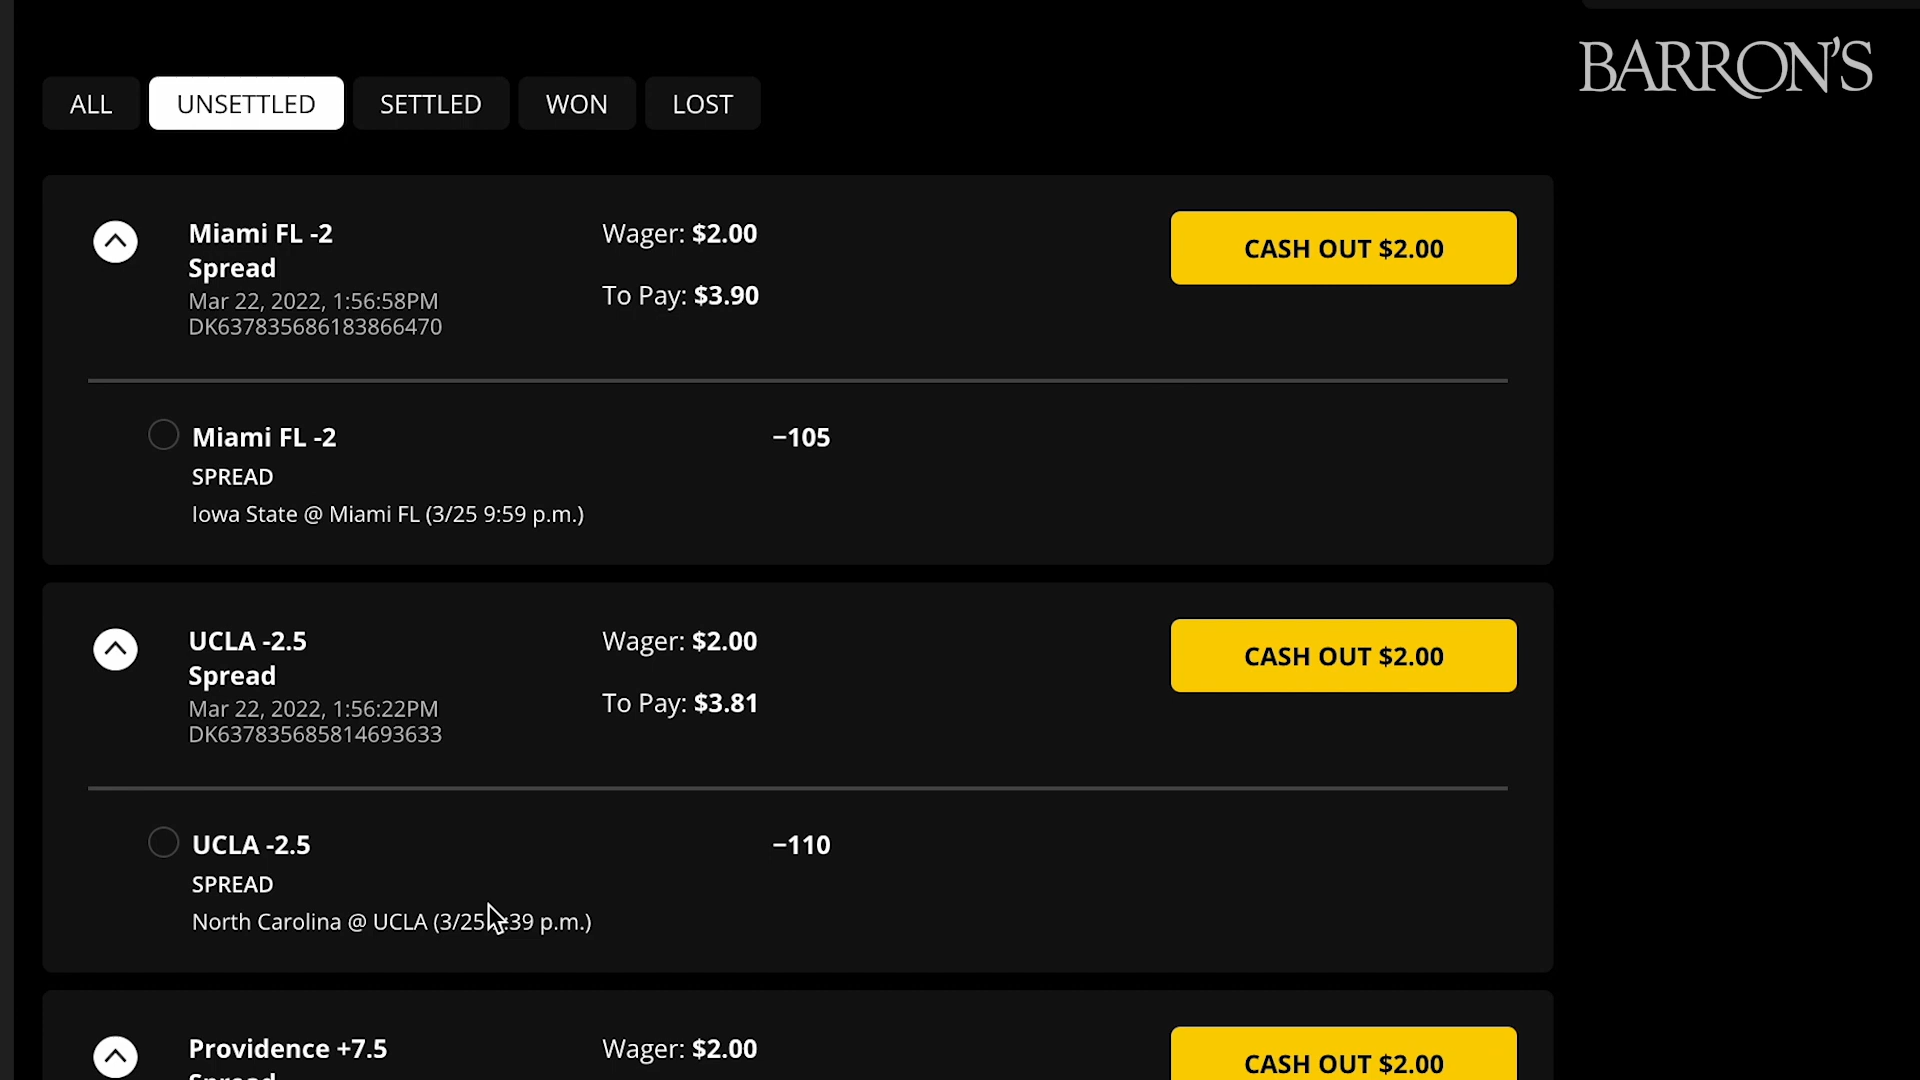 BARRON'S
ALL UNSETTLED SETTLED WON LOST
Miami FL -2
Spread
Mar 22, 2022, 1:56:58PM
DK637835686183866470
Wager: $2.00
To Pay: $3.90
CASH OUT $2.00
Miami FL -2
−105
SPREAD
Iowa State @ Miami FL (3/25 9:59 p.m.)
UCLA -2.5
Spread
Mar 22, 2022, 1:56:22PM
DK637835685814693633
Wager: $2.00
To Pay: $3.81
CASH OUT $2.00
UCLA -2.5
−110
SPREAD
North Carolina @ UCLA (3/25 :39 p.m.)
Providence +7.5
Wager: $2.00
CASH OUT $2.00